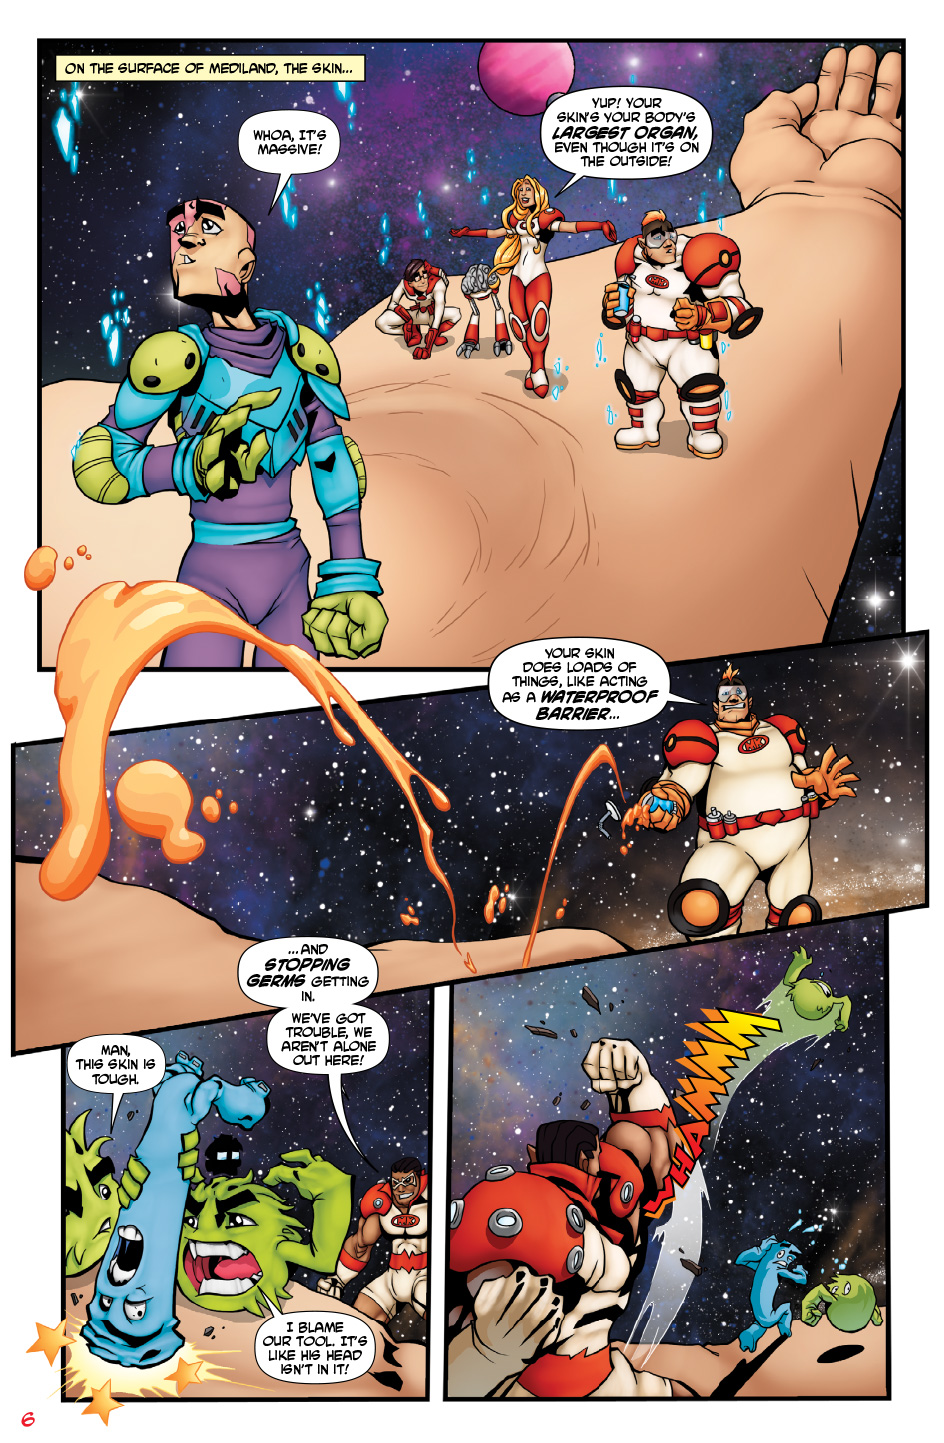 ON THE SURFACE OF MEDILAND, THE SKIN...
WHOA, IT'S
MASSIVE!
YUP! YOUR
SKIN'S YOUR BODY'S
LARGEST ORGAN,
EVEN THOUGH IT'S ON
THE OUTSIDE!
YOUR SKIN
DOES LOADS OF
THINGS, LIKE ACTING
AS A WATERPROOF
BARRIER...
...AND
STOPPING
GERMS GETTING
IN.
WE'VE GOT
TROUBLE, WE
AREN'T ALONE
OUT HERE!
MAN,
THIS SKIN IS
TOUGH.
I BLAME
OUR TOOL. IT'S
LIKE HIS HEAD
ISN'T IN IT!
WHAMMM
6